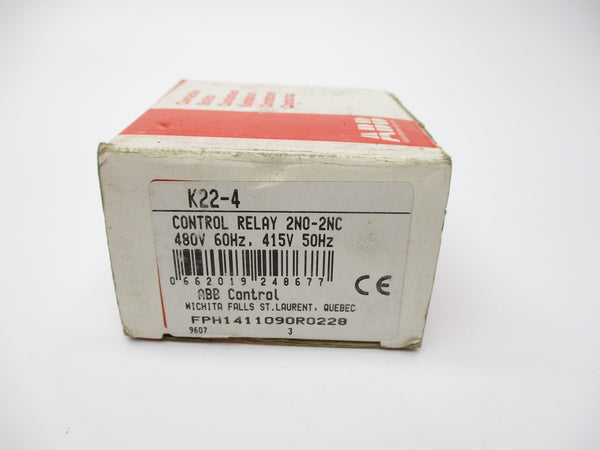 ABB
K22-4
CONTROL RELAY 2NO-2NC
480V 60Hz, 415V 50Hz
0 662019 248677
CE
ABB Control
WICHITA FALLS ST.LAURENT, QUEBEC
FPH1411090R0228
9607 3